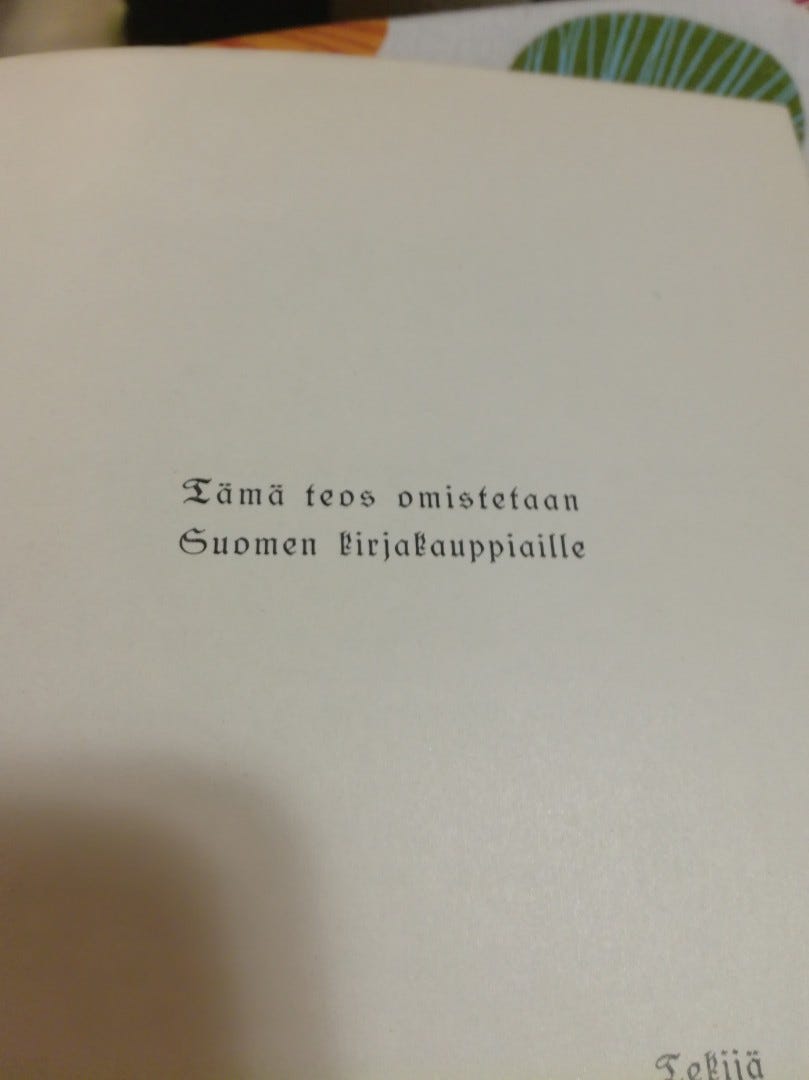 Tämä teos omistetaan
Suomen kirjakauppiaille
Tekijä